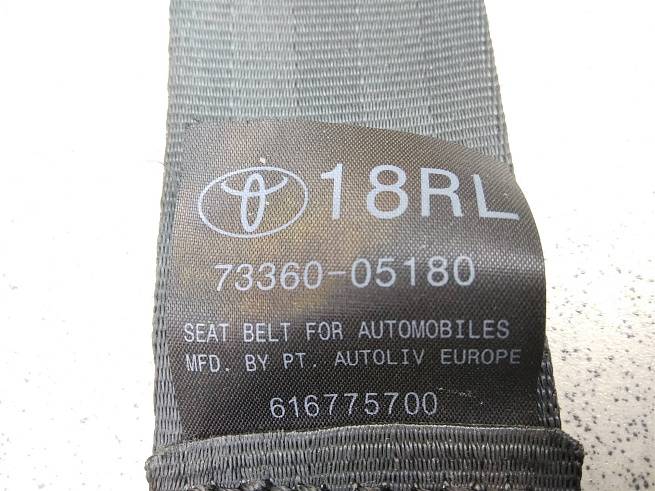 18RL
73360-05180
SEAT BELT FOR AUTOMOBILES
MFD. BY PT. AUTOLIV EUROPE
616775700